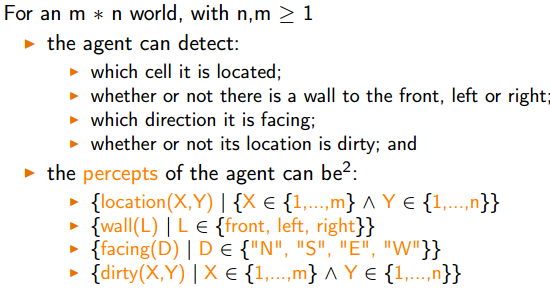 For an m ∗ n world, with n,m ≥ 1
▶ the agent can detect:
▶ which cell it is located;
▶ whether or not there is a wall to the front, left or right;
▶ which direction it is facing;
▶ whether or not its location is dirty; and
▶ the percepts of the agent can be²:
▶ {location(X,Y) | {X ∈ {1,...,m} ∧ Y ∈ {1,...,n}}
▶ {wall(L) | L ∈ {front, left, right}}
▶ {facing(D) | D ∈ {"N", "S", "E", "W"}}
▶ {dirty(X,Y) | X ∈ {1,...,m} ∧ Y ∈ {1,...,n}}